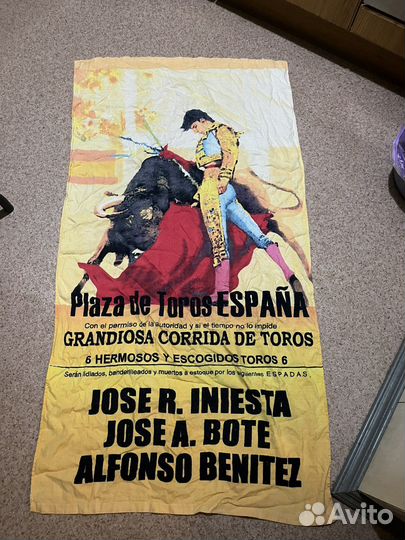 Plaza de Toros-ESPAÑA
Con el permiso de la autoridad y si el tiempo no lo impide
GRANDIOSA CORRIDA DE TOROS
6 HERMOSOS Y ESCOGIDOS TOROS 6
Serán lidiados, banderilleados y muertos a estoque por los siguientes ESPADAS
JOSE R. INIESTA
JOSE A. BOTE
ALFONSO BENITEZ
Avito